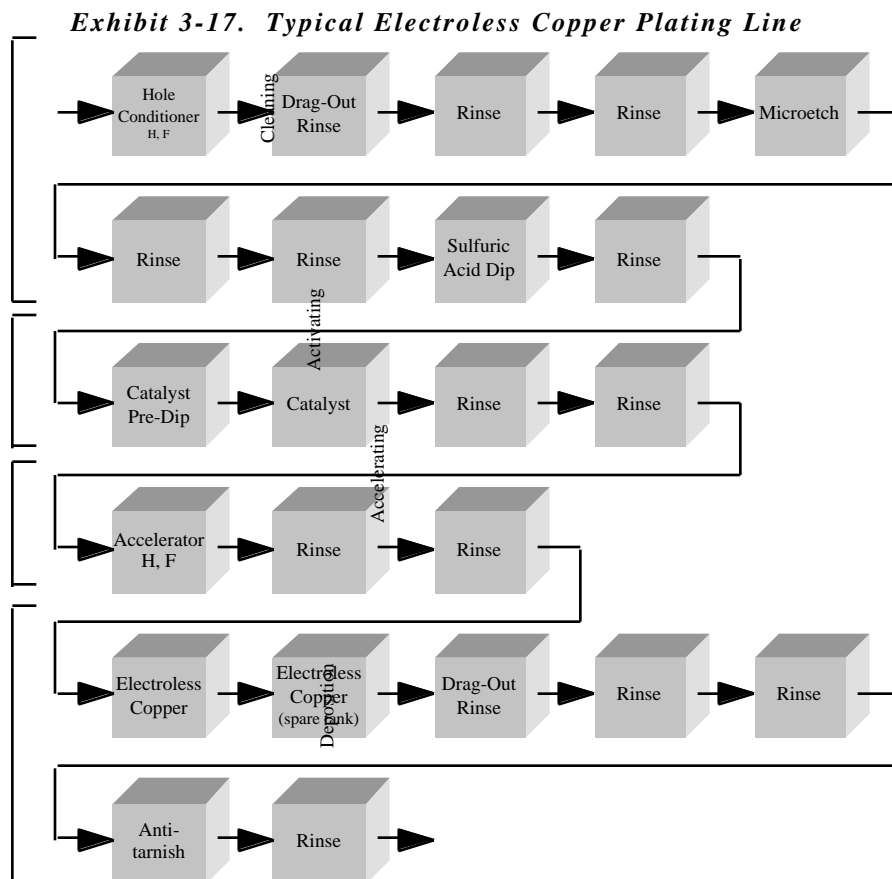 Exhibit 3-17. Typical Electroless Copper Plating Line
Cleaning
Hole
Conditioner
H, F
Drag-Out
Rinse
Rinse
Rinse
Microetch
Rinse
Rinse
Sulfuric
Acid Dip
Rinse
Activating
Catalyst
Pre-Dip
Catalyst
Rinse
Rinse
Accelerating
Accelerator
H, F
Rinse
Rinse
Deposition
Electroless
Copper
Electroless
Copper
(spare tank)
Drag-Out
Rinse
Rinse
Rinse
Anti-
tarnish
Rinse